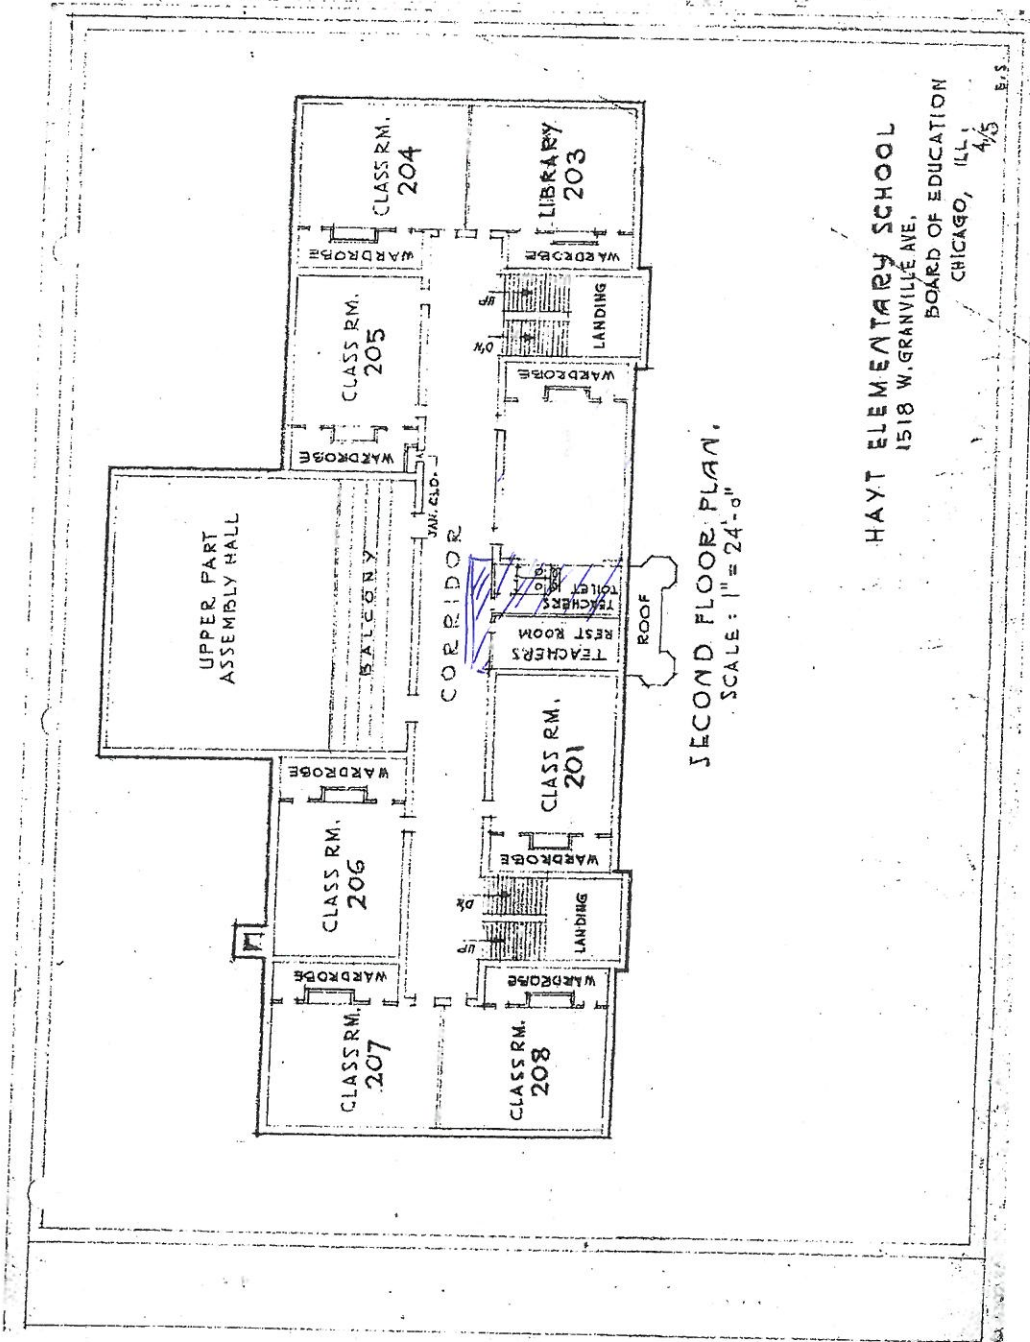 UPPER PART
ASSEMBLY HALL
BALCONY
CLASS RM.
207
WARDROBE
CLASS RM.
206
WARDROBE
WARDROBE
CLASS RM.
205
WARDROBE
CLASS RM.
204
JAN. CLO.
CORRIDOR
CLASS RM.
208
WARDROBE
UP
D'N
LANDING
WARDROBE
CLASS RM.
201
TEACHERS
REST ROOM
TEACHERS
TOILET
WARDROBE
D'N
UP
LANDING
WARDROBE
LIBRARY
203
ROOF
SECOND FLOOR PLAN.
SCALE: 1" = 24'-0"
HAYT ELEMENTARY SCHOOL
1518 W. GRANVILLE AVE.
BOARD OF EDUCATION
CHICAGO, ILL.
4/5
E.S.